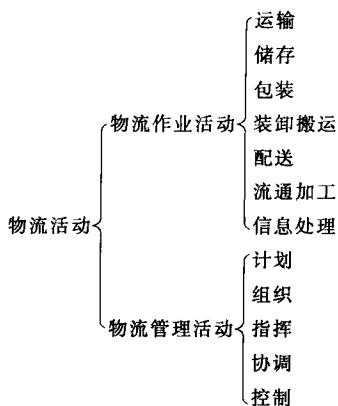 运输
储存
包装
物流作业活动 装卸搬运
配送
流通加工
物流活动 信息处理
计划
组织
物流管理活动 指挥
协调
控制